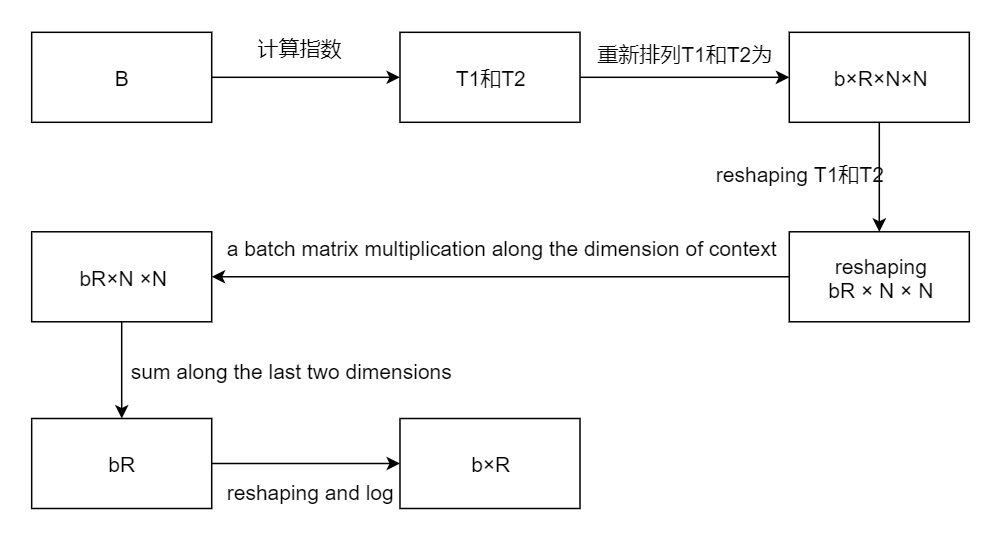 计算指数
重新排列T1和T2为
B
T1和T2
b×R×N×N
reshaping T1和T2
a batch matrix multiplication along the dimension of context
reshaping
bR × N × N
bR×N ×N
sum along the last two dimensions
bR
b×R
reshaping and log